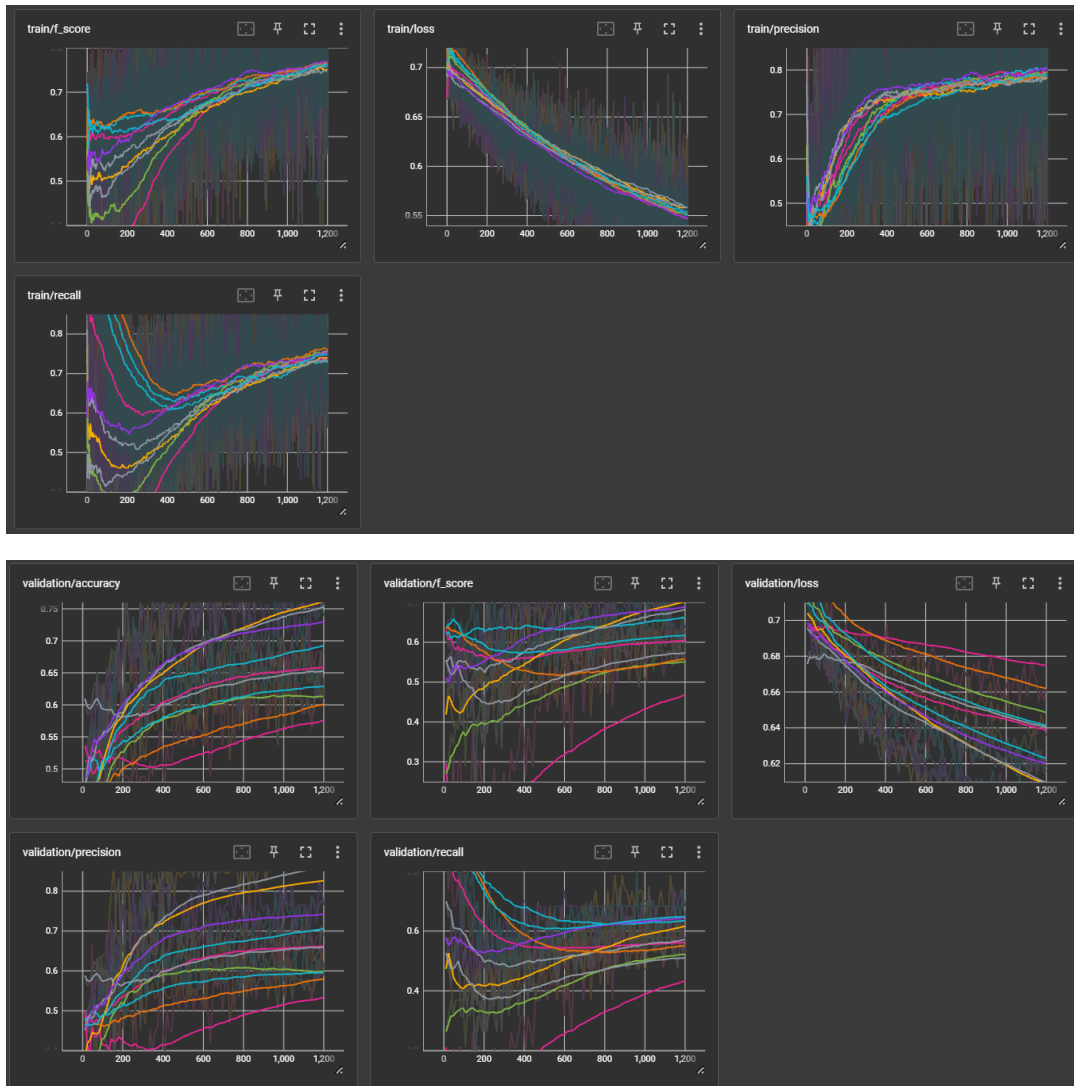 train/f_score
train/loss
train/precision
0.7
0.6
0.5
0 200 400 600 800 1,000 1,200
0.7
0.65
0.6
0.55
0 200 400 600 800 1,000 1,200
0.8
0.7
0.6
0.5
0 200 400 600 800 1,000 1,200
train/recall
0.8
0.7
0.6
0.5
0 200 400 600 800 1,000 1,200
validation/accuracy
validation/f_score
validation/loss
0.75
0.7
0.65
0.6
0.55
0.5
0 200 400 600 800 1,000 1,200
0.6
0.5
0.4
0.3
0 200 400 600 800 1,000 1,200
0.7
0.68
0.66
0.64
0.62
0 200 400 600 800 1,000 1,200
validation/precision
validation/recall
0.8
0.7
0.6
0.5
0 200 400 600 800 1,000 1,200
0.6
0.4
0 200 400 600 800 1,000 1,200